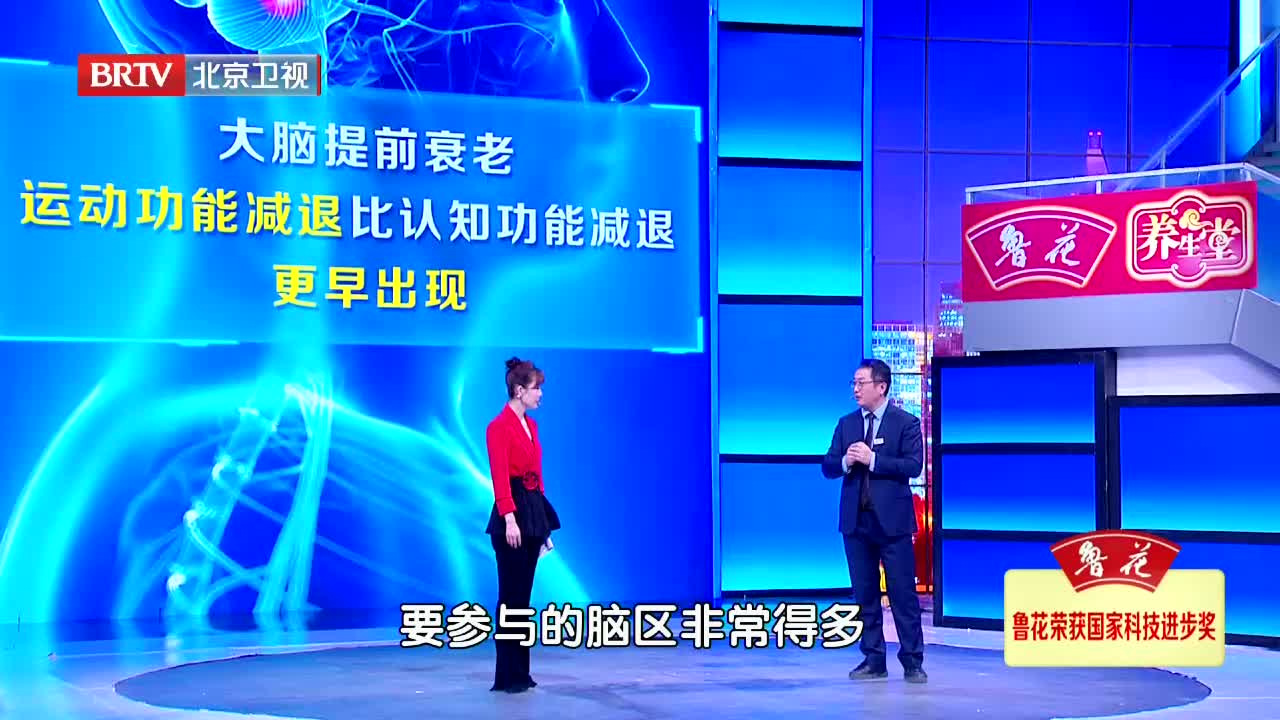 BRTV 北京卫视
大脑提前衰老
运动功能减退比认知功能减退
更早出现
鲁花
养生堂
鲁花
鲁花荣获国家科技进步奖
要参与的脑区非常得多